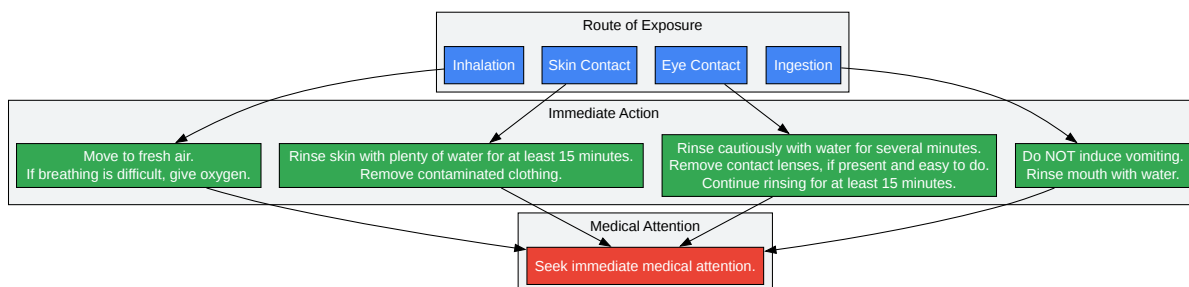 Route of Exposure
Inhalation
Skin Contact
Eye Contact
Ingestion
Immediate Action
Move to fresh air.
If breathing is difficult, give oxygen.
Rinse skin with plenty of water for at least 15 minutes.
Remove contaminated clothing.
Rinse cautiously with water for several minutes.
Remove contact lenses, if present and easy to do.
Continue rinsing for at least 15 minutes.
Do NOT induce vomiting.
Rinse mouth with water.
Medical Attention
Seek immediate medical attention.